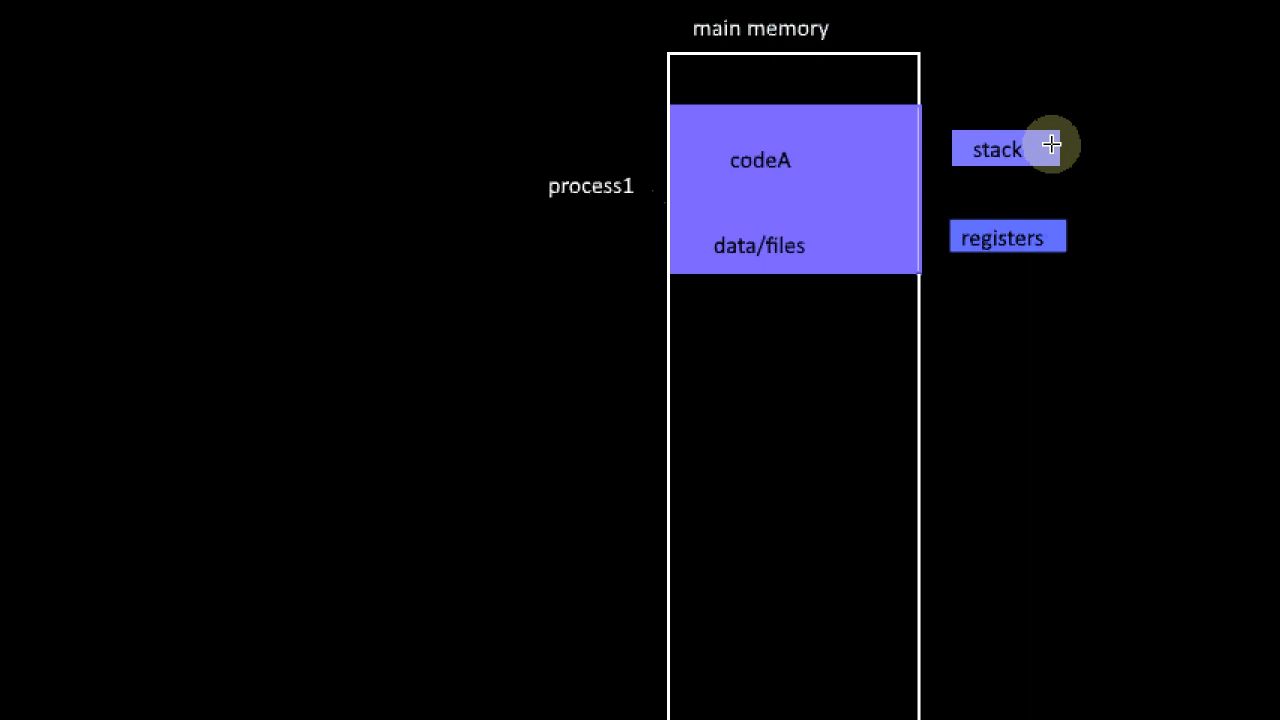 main memory
codeA
stack
process1
registers
data/files